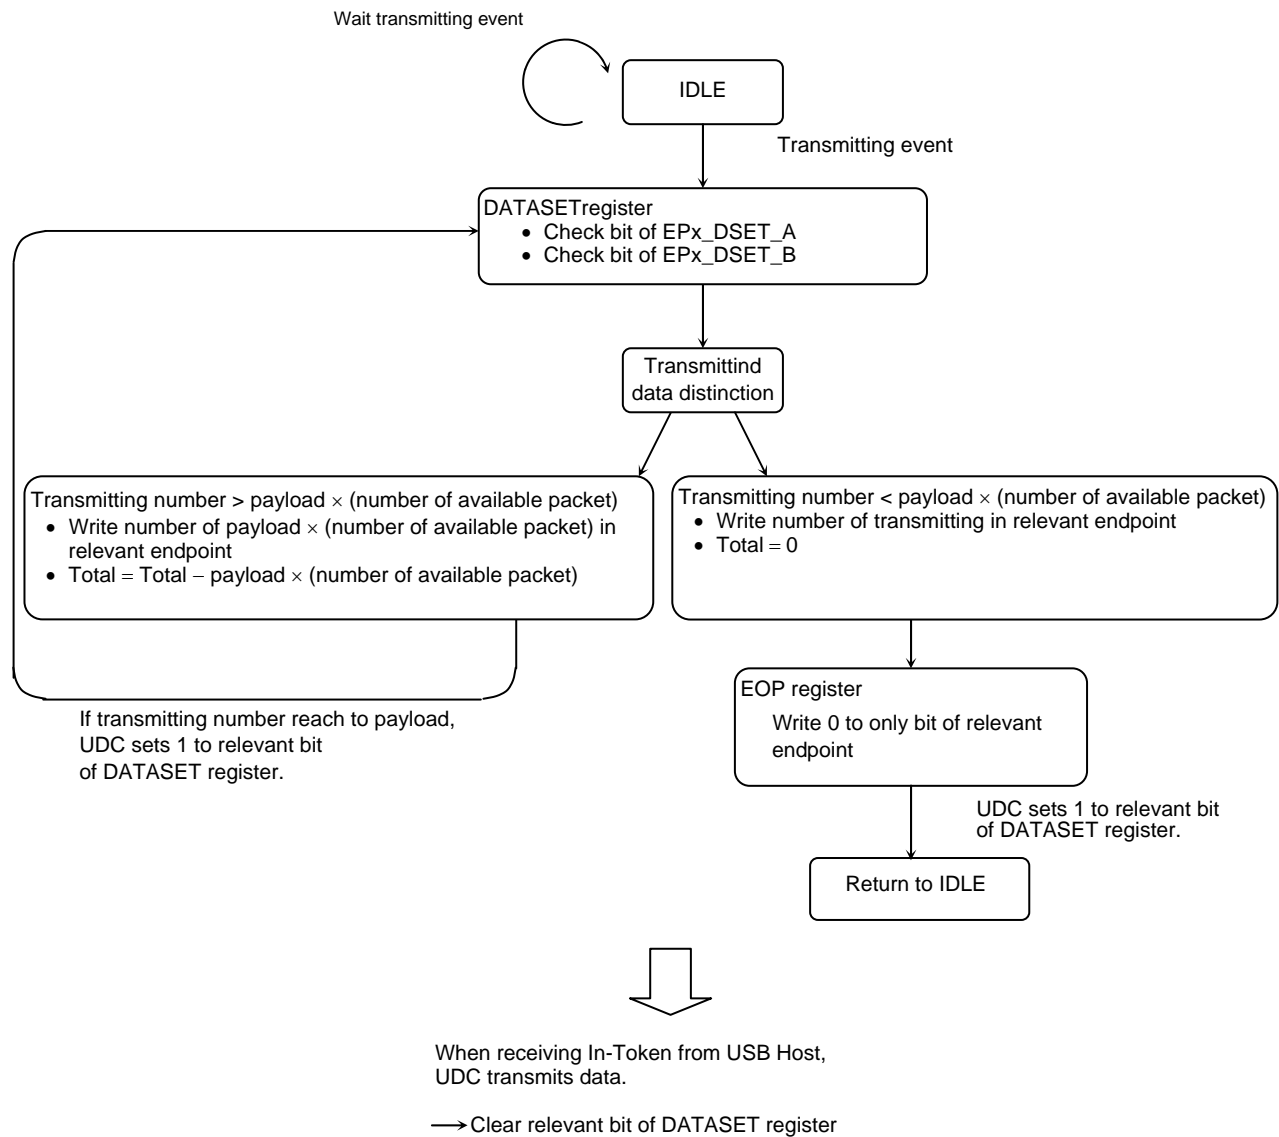 Wait transmitting event
IDLE
Transmitting event
DATASETregister
• Check bit of EPx_DSET_A
• Check bit of EPx_DSET_B
Transmittind
data distinction
Transmitting number > payload × (number of available packet)
• Write number of payload × (number of available packet) in
relevant endpoint
• Total = Total − payload × (number of available packet)
Transmitting number < payload × (number of available packet)
• Write number of transmitting in relevant endpoint
• Total = 0
If transmitting number reach to payload,
UDC sets 1 to relevant bit
of DATASET register.
EOP register
Write 0 to only bit of relevant
endpoint
UDC sets 1 to relevant bit
of DATASET register.
Return to IDLE
When receiving In-Token from USB Host,
UDC transmits data.
Clear relevant bit of DATASET register